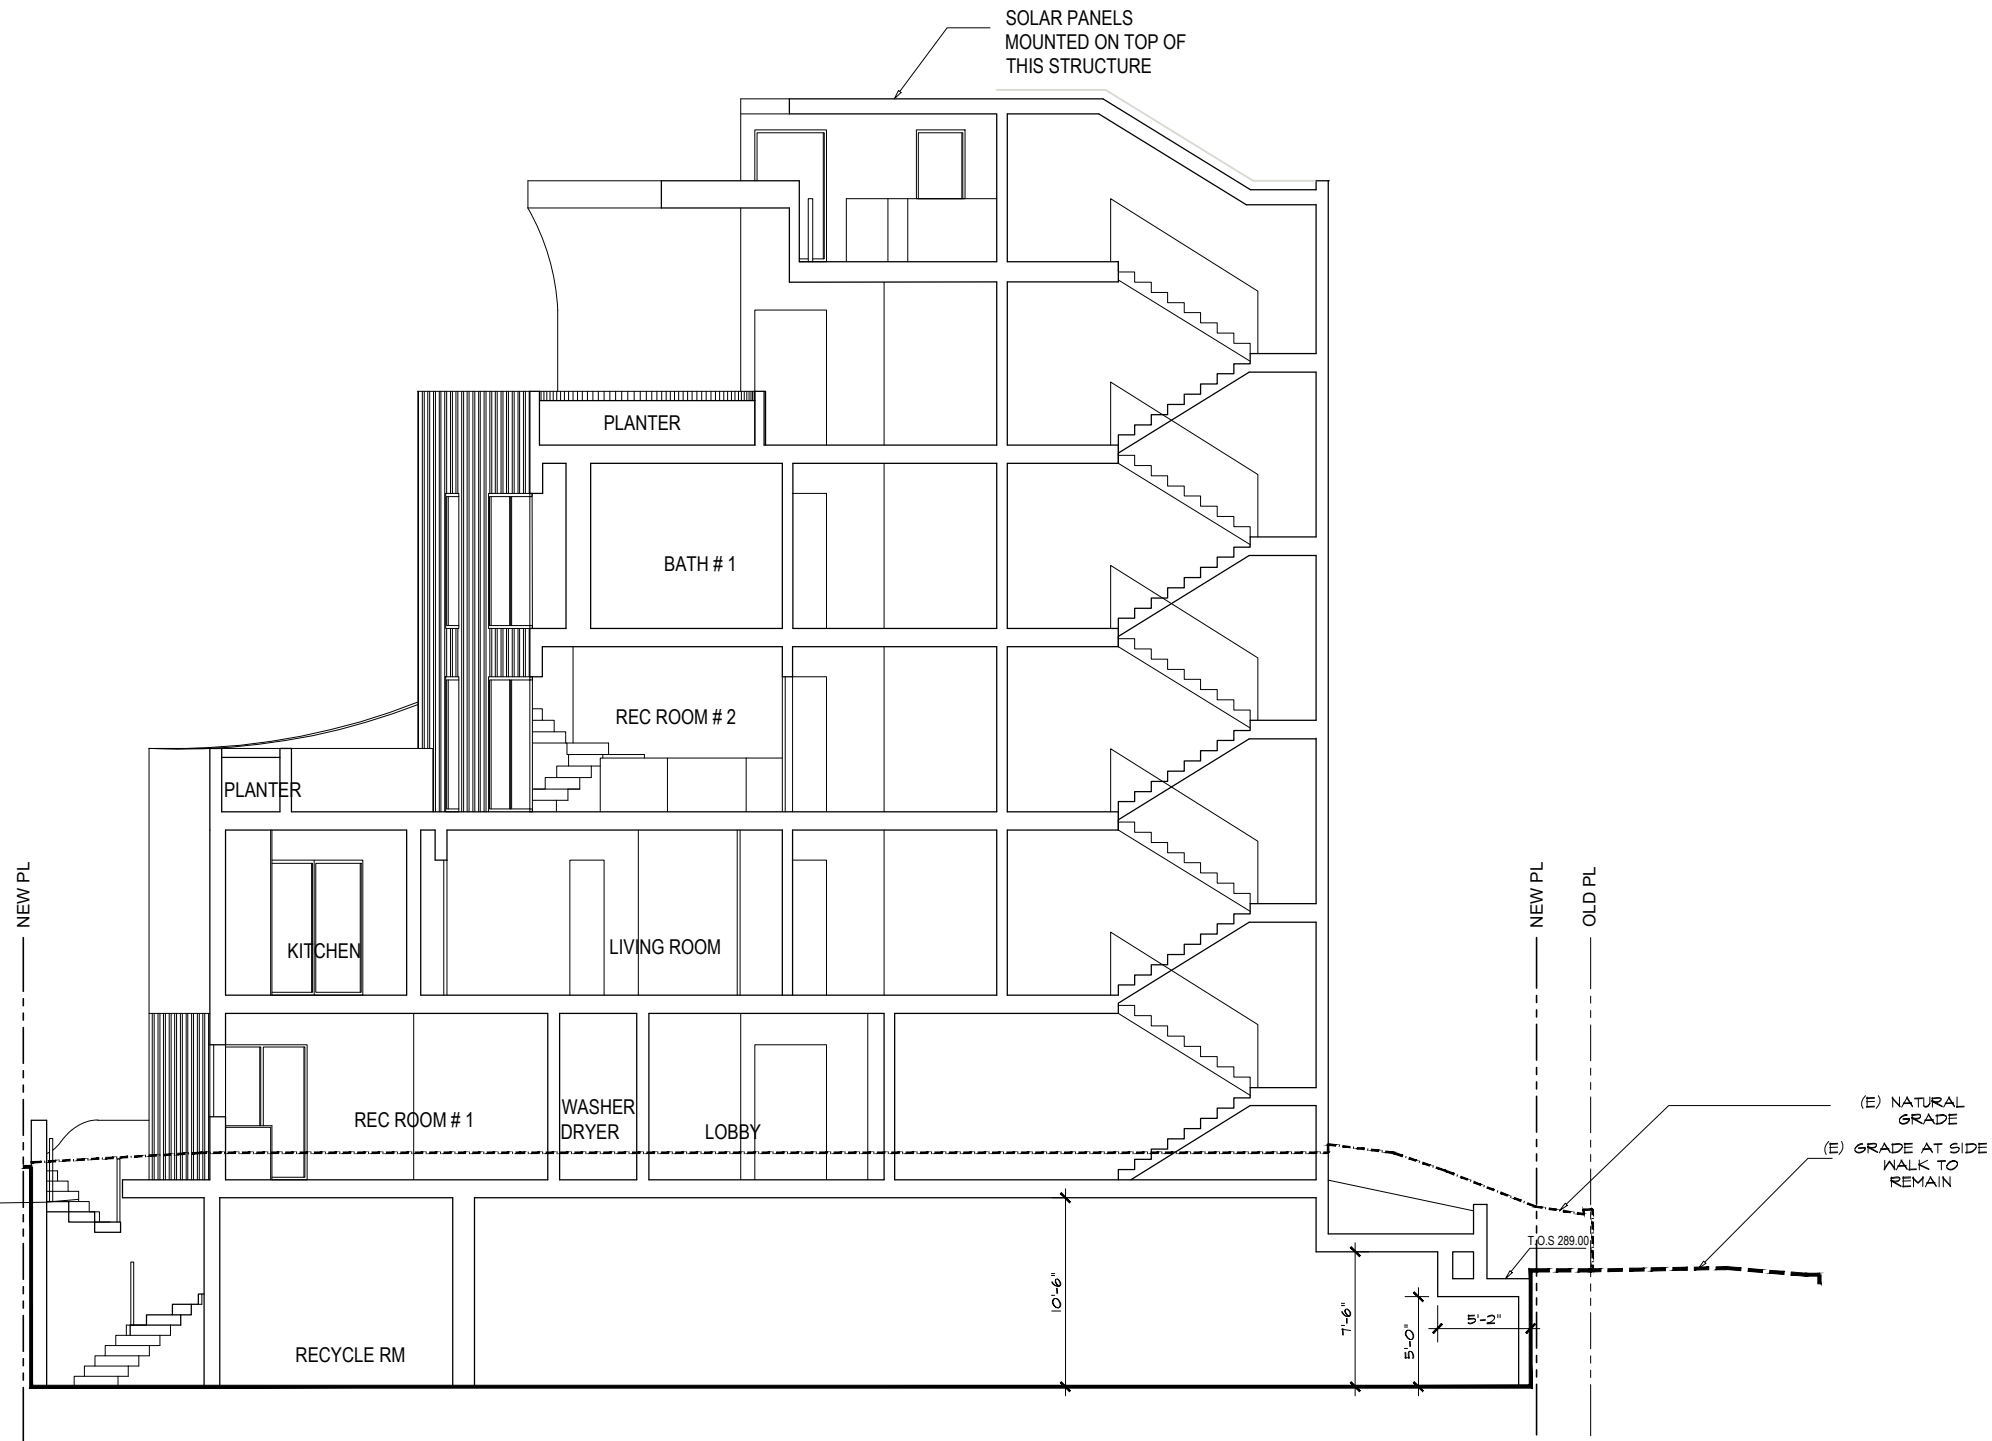 SOLAR PANELS
MOUNTED ON TOP OF
THIS STRUCTURE
PLANTER
BATH # 1
REC ROOM # 2
PLANTER
NEW PL
NEW PL
OLD PL
KITCHEN
LIVING ROOM
REC ROOM # 1
WASHER
DRYER
LOBBY
(E) NATURAL
GRADE
(E) GRADE AT SIDE
WALK TO
REMAIN
T.O.S 289.00
10'-6"
7'-6"
5'-0"
5'-2"
RECYCLE RM